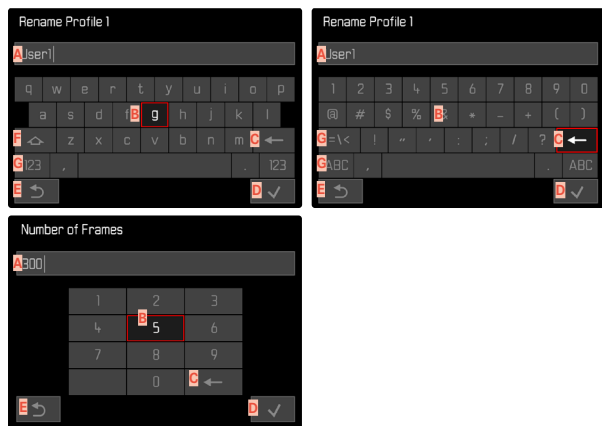 Rename Profile 1
A User1
q w e r t y u i o p
a s d f B g h j k l
F z x c v b n m C ←
G 123 , . 123
E D ✓
Rename Profile 1
A User1
1 2 3 4 5 6 7 8 9 0
@ # $ % B & * - + ( )
G =\< ! " ' : ; / ? C ←
G ABC , . ABC
E D ✓
Number of Frames
A 300
1 2 3
B
4 5 6
7 8 9
0 C ←
E D ✓